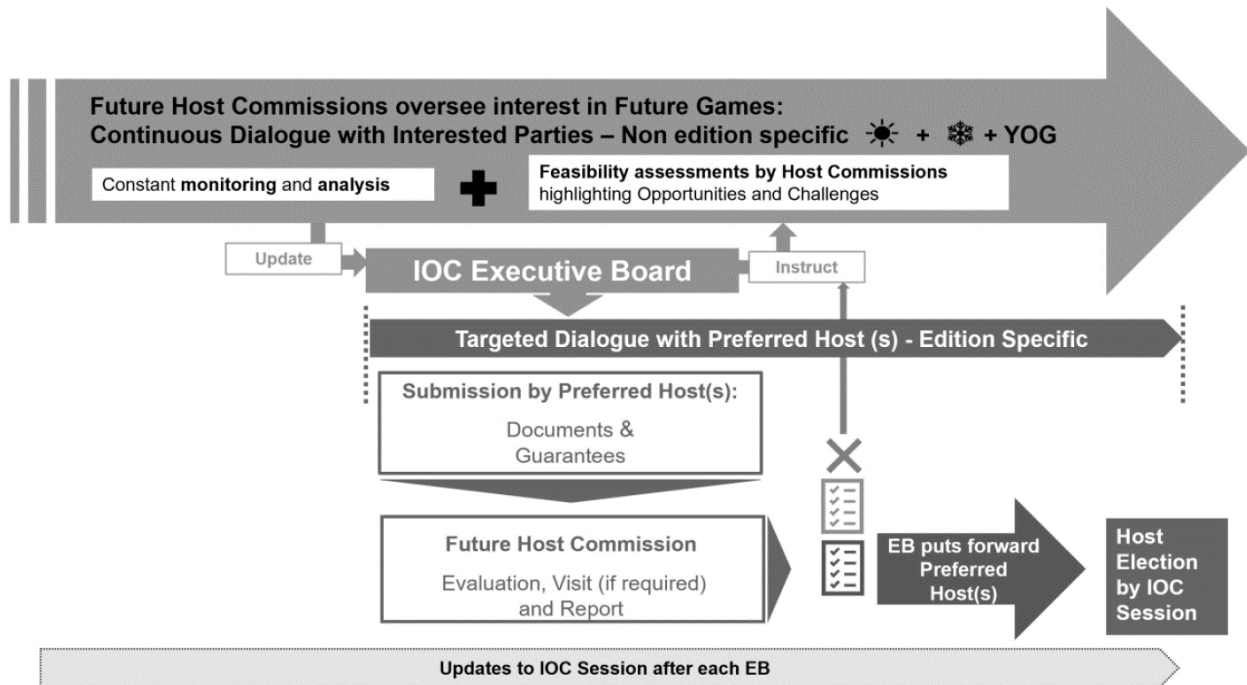 Future Host Commissions oversee interest in Future Games:
Continuous Dialogue with Interested Parties – Non edition specific + + YOG
Constant monitoring and analysis
Feasibility assessments by Host Commissions
highlighting Opportunities and Challenges
Update
IOC Executive Board
Instruct
Targeted Dialogue with Preferred Host (s) - Edition Specific
Submission by Preferred Host(s):
Documents &
Guarantees
Future Host Commission
Evaluation, Visit (if required)
and Report
EB puts forward
Preferred
Host(s)
Host
Election
by IOC
Session
Updates to IOC Session after each EB